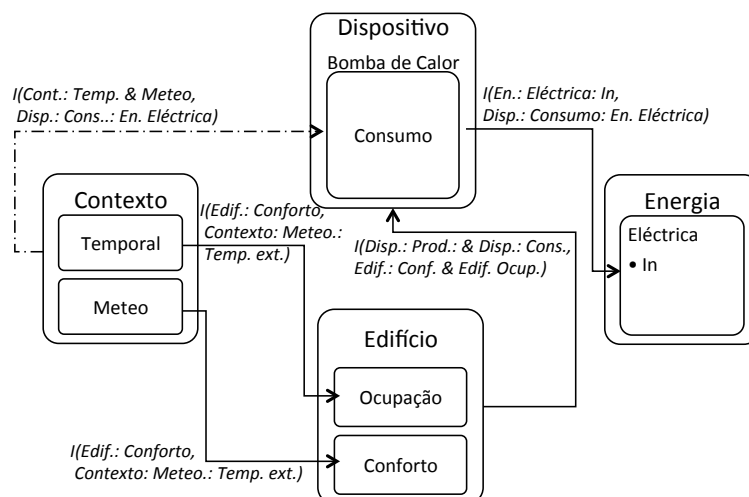 Dispositivo
Bomba de Calor
Consumo
I(Cont.: Temp. & Meteo,
Disp.: Cons..: En. Eléctrica)
I(En.: Eléctrica: In,
Disp.: Consumo: En. Eléctrica)
Contexto
Temporal
Meteo
I(Edif.: Conforto,
Contexto: Meteo.:
Temp. ext.)
I(Disp.: Prod.: & Disp.: Cons.,
Edif.: Conf. & Edif. Ocup.)
Energia
Eléctrica
• In
Edifício
Ocupação
Conforto
I(Edif.: Conforto,
Contexto: Meteo.: Temp. ext.)